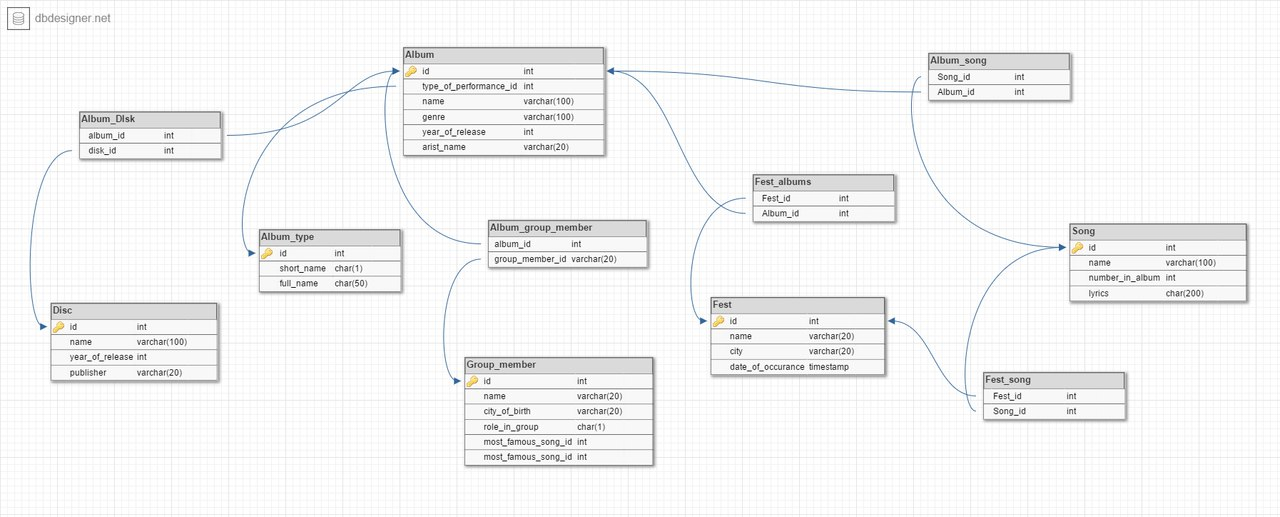 dbdesigner.net
Album
id int
type_of_performance_id int
name varchar(100)
genre varchar(100)
year_of_release int
arist_name varchar(20)
Album_song
Song_id int
Album_id int
Album_DIsk
album_id int
disk_id int
Fest_albums
Fest_id int
Album_id int
Album_type
id int
short_name char(1)
full_name char(50)
Album_group_member
album_id int
group_member_id varchar(20)
Song
id int
name varchar(100)
number_in_album int
lyrics char(200)
Disc
id int
name varchar(100)
year_of_release int
publisher varchar(20)
Fest
id int
name varchar(20)
city varchar(20)
date_of_occurance timestamp
Group_member
id int
name varchar(20)
city_of_birth varchar(20)
role_in_group char(1)
most_famous_song_id int
most_famous_song_id int
Fest_song
Fest_id int
Song_id int